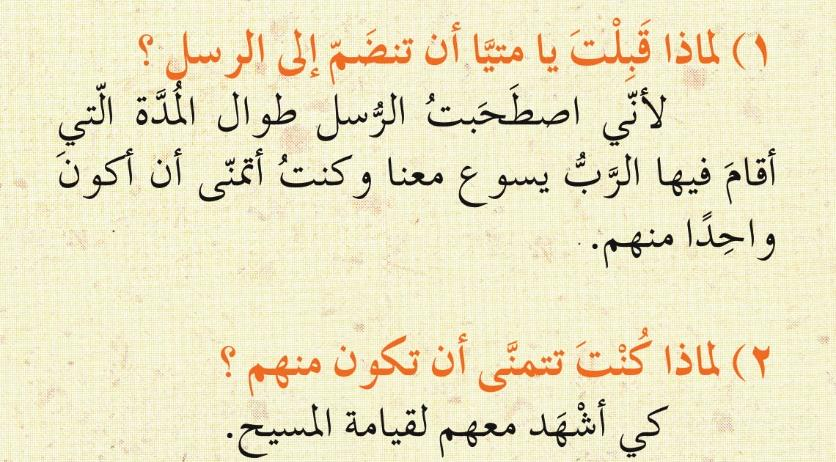 ١) لماذا قَبِلْتَ يا متيَّا أن تنضَمّ إلى الرسل ؟
لأنّي اصطَحَبتُ الرُّسل طوال المُدَّة الّتي
أقامَ فيها الرَّبُّ يسوع معنا وكنتُ أتمنّى أن أكونَ
واحِدًا منهم.
٢) لماذا كُنْتَ تتمنَّى أن تكون منهم ؟
كي أشْهَد معهم لقيامة المسيح.